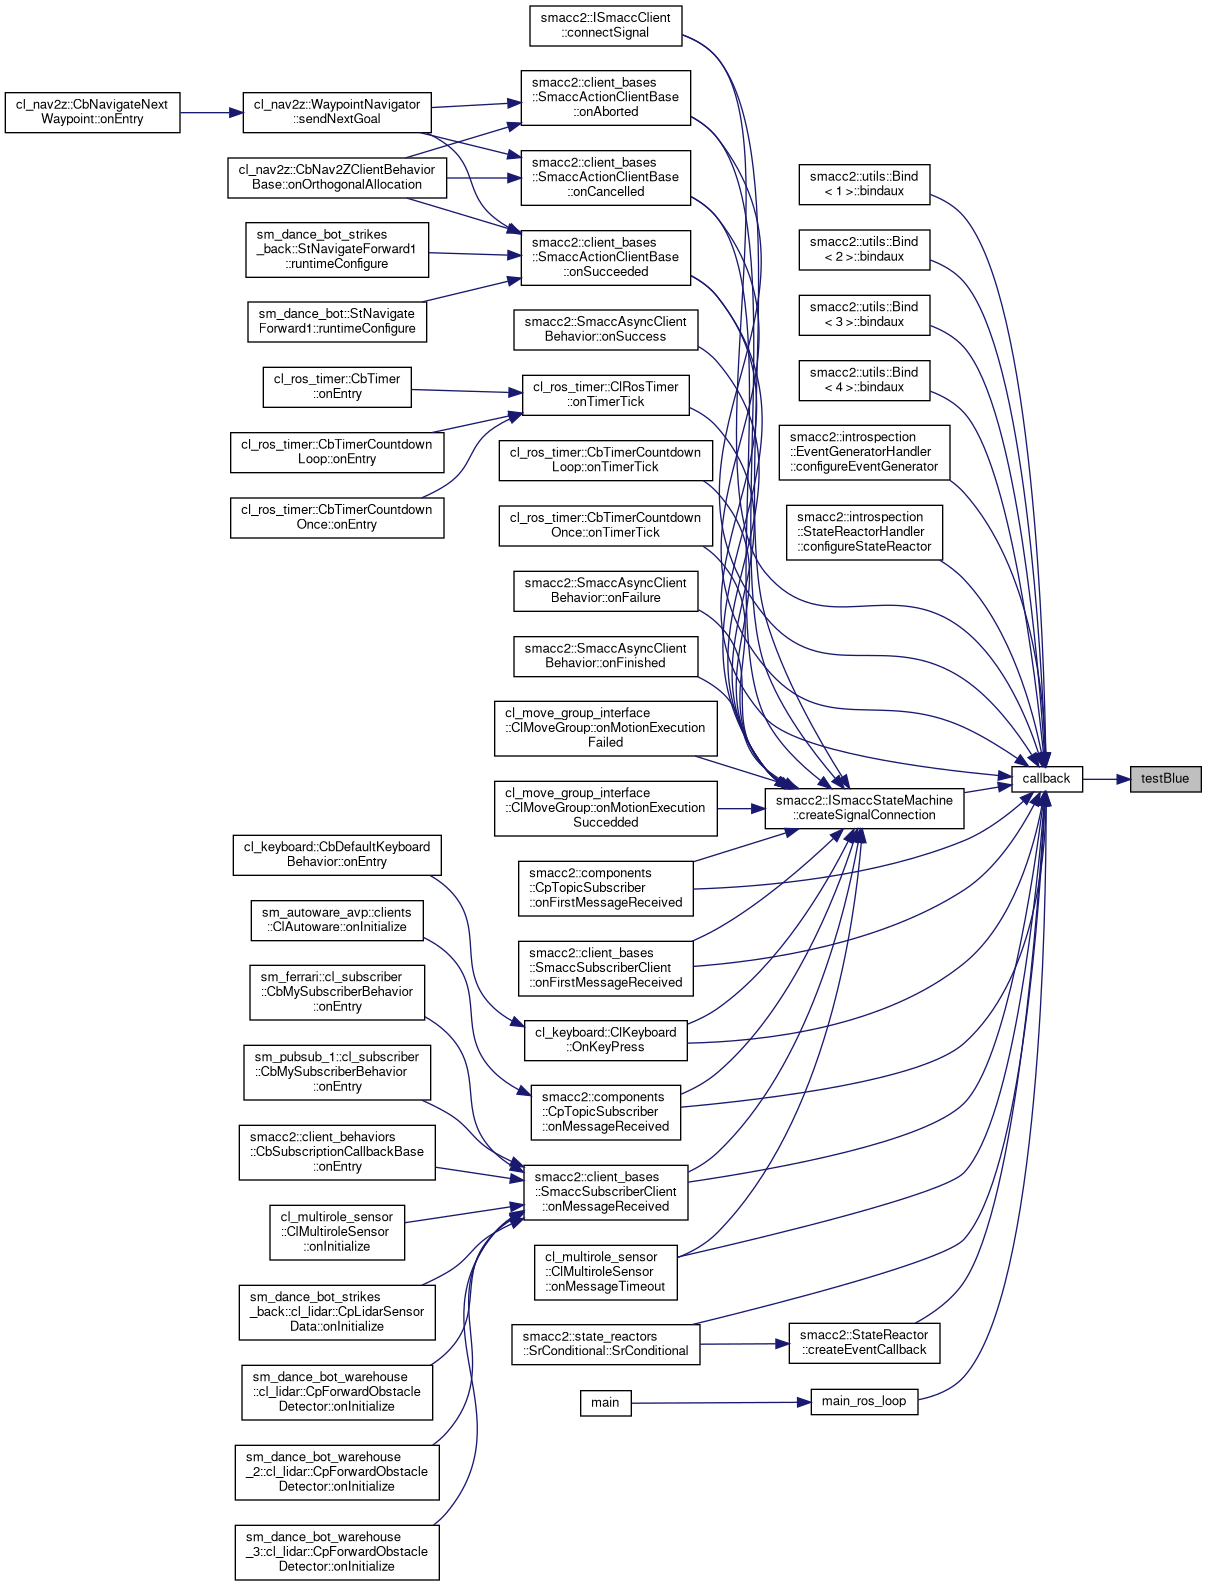 smacc2::ISmaccClient
::connectSignal
smacc2::client_bases
::SmaccActionClientBase
::onAborted
cl_nav2z::CbNavigateNext
Waypoint::onEntry
cl_nav2z::WaypointNavigator
::sendNextGoal
cl_nav2z::CbNav2ZClientBehavior
Base::onOrthogonalAllocation
smacc2::client_bases
::SmaccActionClientBase
::onCancelled
sm_dance_bot_strikes
_back::StNavigateForward1
::runtimeConfigure
smacc2::client_bases
::SmaccActionClientBase
::onSucceeded
sm_dance_bot::StNavigate
Forward1::runtimeConfigure
smacc2::SmaccAsyncClient
Behavior::onSuccess
cl_ros_timer::CbTimer
::onEntry
cl_ros_timer::ClRosTimer
::onTimerTick
cl_ros_timer::CbTimerCountdown
Loop::onEntry
cl_ros_timer::CbTimerCountdown
Loop::onTimerTick
cl_ros_timer::CbTimerCountdown
Once::onEntry
cl_ros_timer::CbTimerCountdown
Once::onTimerTick
smacc2::SmaccAsyncClient
Behavior::onFailure
smacc2::SmaccAsyncClient
Behavior::onFinished
cl_move_group_interface
::ClMoveGroup::onMotionExecution
Failed
cl_move_group_interface
::ClMoveGroup::onMotionExecution
Succedded
smacc2::utils::Bind
< 1 >::bindaux
smacc2::utils::Bind
< 2 >::bindaux
smacc2::utils::Bind
< 3 >::bindaux
smacc2::utils::Bind
< 4 >::bindaux
smacc2::introspection
::EventGeneratorHandler
::configureEventGenerator
smacc2::introspection
::StateReactorHandler
::configureStateReactor
callback
testBlue
smacc2::ISmaccStateMachine
::createSignalConnection
cl_keyboard::CbDefaultKeyboard
Behavior::onEntry
smacc2::components
::CpTopicSubscriber
::onFirstMessageReceived
sm_autoware_avp::clients
::ClAutoware::onInitialize
smacc2::client_bases
::SmaccSubscriberClient
::onFirstMessageReceived
sm_ferrari::cl_subscriber
::CbMySubscriberBehavior
::onEntry
cl_keyboard::ClKeyboard
::OnKeyPress
sm_pubsub_1::cl_subscriber
::CbMySubscriberBehavior
::onEntry
smacc2::components
::CpTopicSubscriber
::onMessageReceived
smacc2::client_behaviors
::CbSubscriptionCallbackBase
::onEntry
smacc2::client_bases
::SmaccSubscriberClient
::onMessageReceived
cl_multirole_sensor
::ClMultiroleSensor
::onInitialize
cl_multirole_sensor
::ClMultiroleSensor
::onMessageTimeout
sm_dance_bot_strikes
_back::cl_lidar::CpLidarSensor
Data::onInitialize
smacc2::state_reactors
::SrConditional::SrConditional
smacc2::StateReactor
::createEventCallback
sm_dance_bot_warehouse
::cl_lidar::CpForwardObstacle
Detector::onInitialize
main
main_ros_loop
sm_dance_bot_warehouse
_2::cl_lidar::CpForwardObstacle
Detector::onInitialize
sm_dance_bot_warehouse
_3::cl_lidar::CpForwardObstacle
Detector::onInitialize